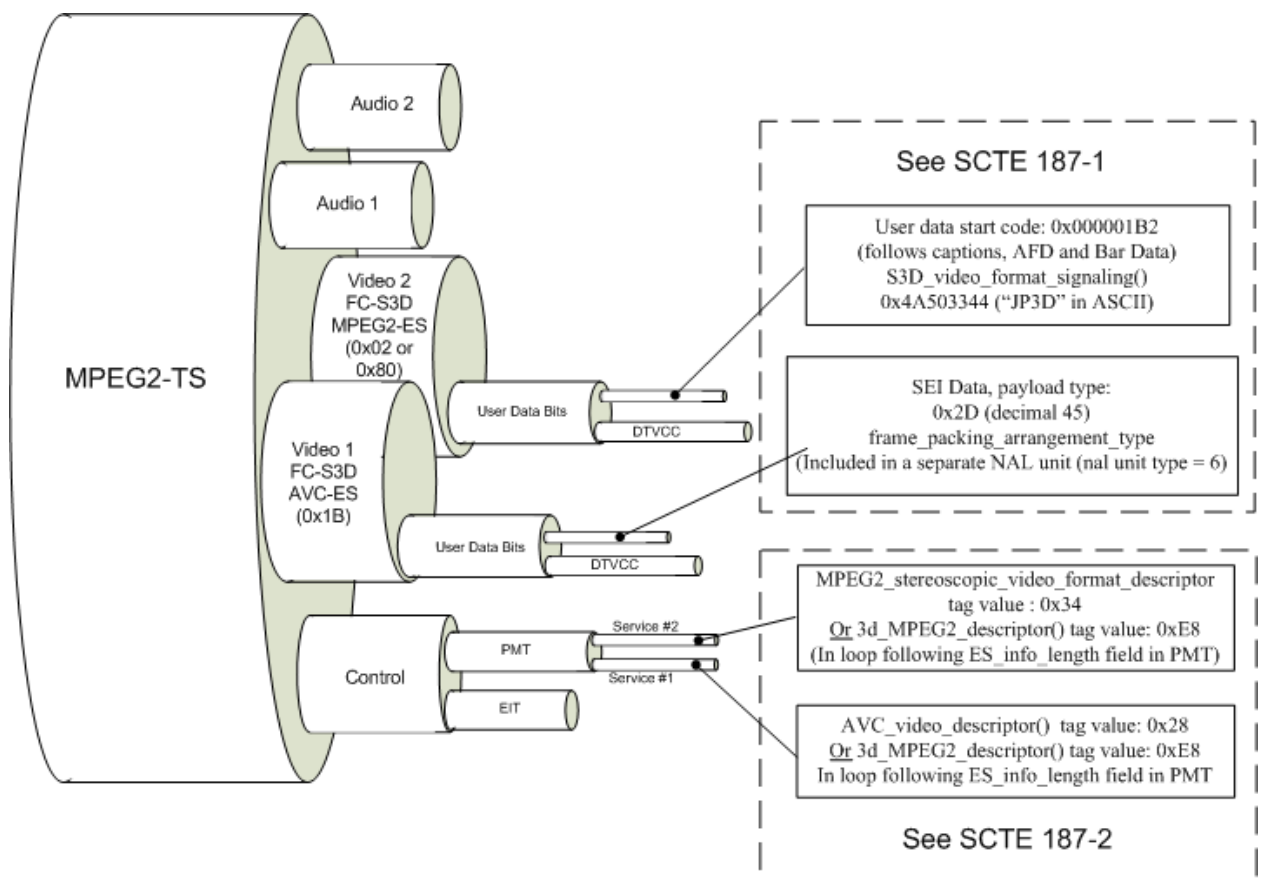 Audio 2
Audio 1
Video 2
FC-S3D
MPEG2-ES
(0x02 or
0x80)
MPEG2-TS
User Data Bits
DTVCC
Video 1
FC-S3D
AVC-ES
(0x1B)
User Data Bits
DTVCC
Control
PMT
Service #2
Service #1
EIT
See SCTE 187-1
User data start code: 0x000001B2
(follows captions, AFD and Bar Data)
S3D_video_format_signaling()
0x4A503344 (“JP3D” in ASCII)
SEI Data, payload type:
0x2D (decimal 45)
frame_packing_arrangement_type
(Included in a separate NAL unit (nal unit type = 6)
MPEG2_stereoscopic_video_format_descriptor
tag value : 0x34
Or 3d_MPEG2_descriptor() tag value: 0xE8
(In loop following ES_info_length field in PMT)
AVC_video_descriptor() tag value: 0x28
Or 3d_MPEG2_descriptor() tag value: 0xE8
In loop following ES_info_length field in PMT
See SCTE 187-2